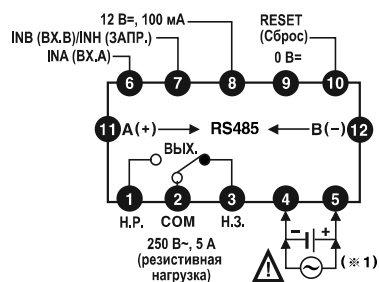 12 В=, 100 мА
RESET
(Сброс)
INB (ВХ.В)/INH (ЗАПР.)
INA (ВХ.А)
0 В=
6
7
8
9
10
11
A(+)
RS485
B(−)
12
ВЫХ.
1
2
3
4
5
Н.Р.
COM
Н.З.
250 В~, 5 А
(резистивная
нагрузка)
− +
!
~
(※1)